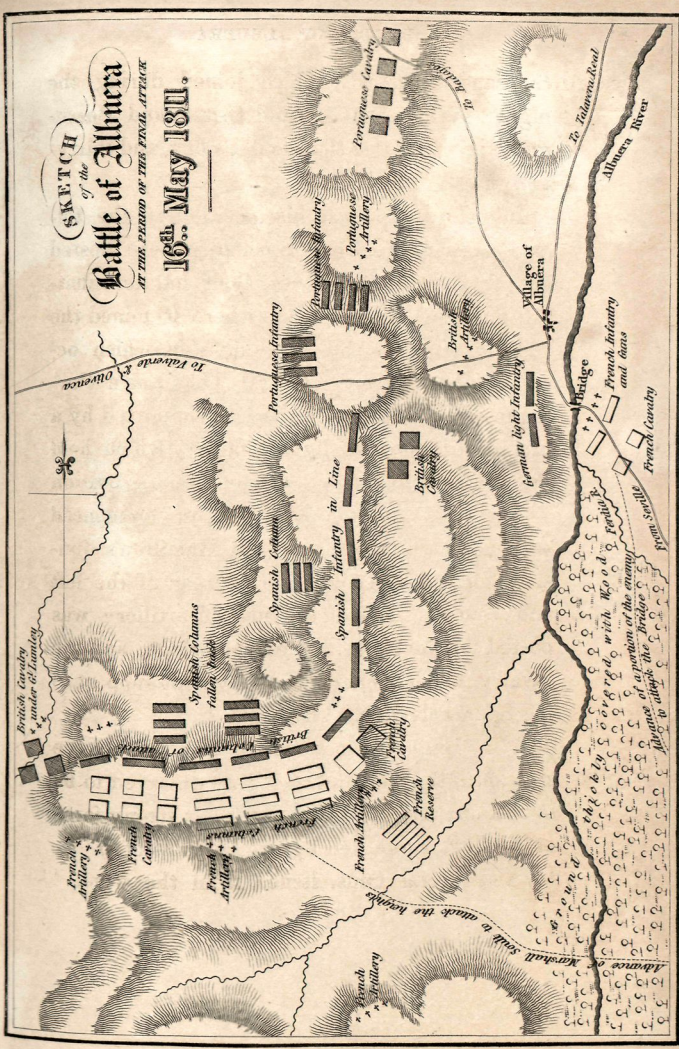 SKETCH
of the
Battle of Albuera
AT THE PERIOD OF THE FINAL ATTACK
16th. May 1811.
Portuguese Cavalry
To Badajos
To Talavera Real
Albuera River
Portuguese Infantry
Portuguese
Artillery
Village of
Albuera
Portuguese Infantry
To Valverde & Olivenca
British
Artillery
German light Infantry
Bridge
French Infantry
and Guns
French Cavalry
From Seville
British
Cavalry
Spanish Infantry in Line
Spanish Column
Spanish Columns
fallen back
British Cavalry
under Gl. Lumley
British Columns of attack
French
Cavalry
French Columns
French
Cavalry
French
Artillery
French
Artillery
French Artillery
French
Reserve
French
Artillery
Ferdia R.
Ground thickly covered with Wood
Advance of a portion of the enemy
to attack the Bridge
Advance of Marshall Soult to attack the heights